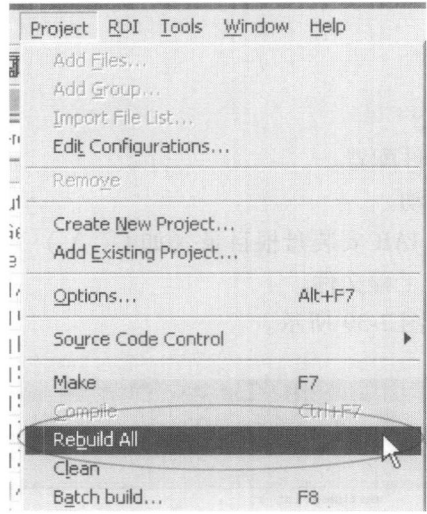 Project RDI Tools Window Help
Add Files...
Add Group...
Import File List...
Edit Configurations...
Remove
Create New Project...
Add Existing Project...
Options... Alt+F7
Source Code Control
Make F7
Compile Ctrl+F7
Rebuild All
Clean
Batch build... F8